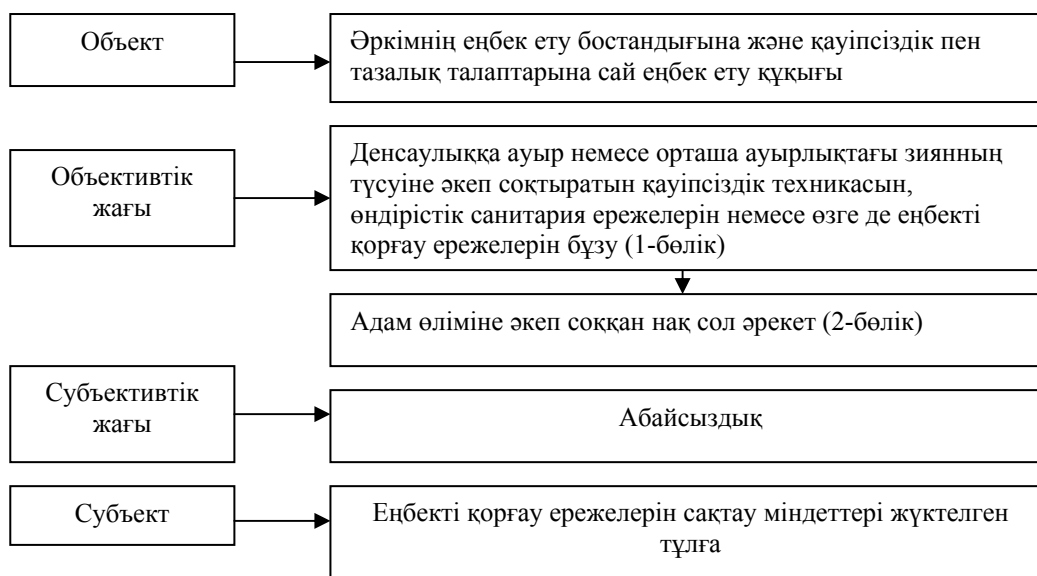 Объект
Әркімнің еңбек ету бостандығына және қауіпсіздік пен
тазалық талаптарына сай еңбек ету құқығы
Объективтік
жағы
Денсаулыққа ауыр немесе орташа ауырлықтағы зиянның
түсуіне әкеп соқтыратын қауіпсіздік техникасын,
өндірістік санитария ережелерін немесе өзге де еңбекті
қорғау ережелерін бұзу (1-бөлік)
Адам өліміне әкеп соққан нақ сол әрекет (2-бөлік)
Субъективтік
жағы
Абайсыздық
Субъект
Еңбекті қорғау ережелерін сақтау міндеттері жүктелген
тұлға